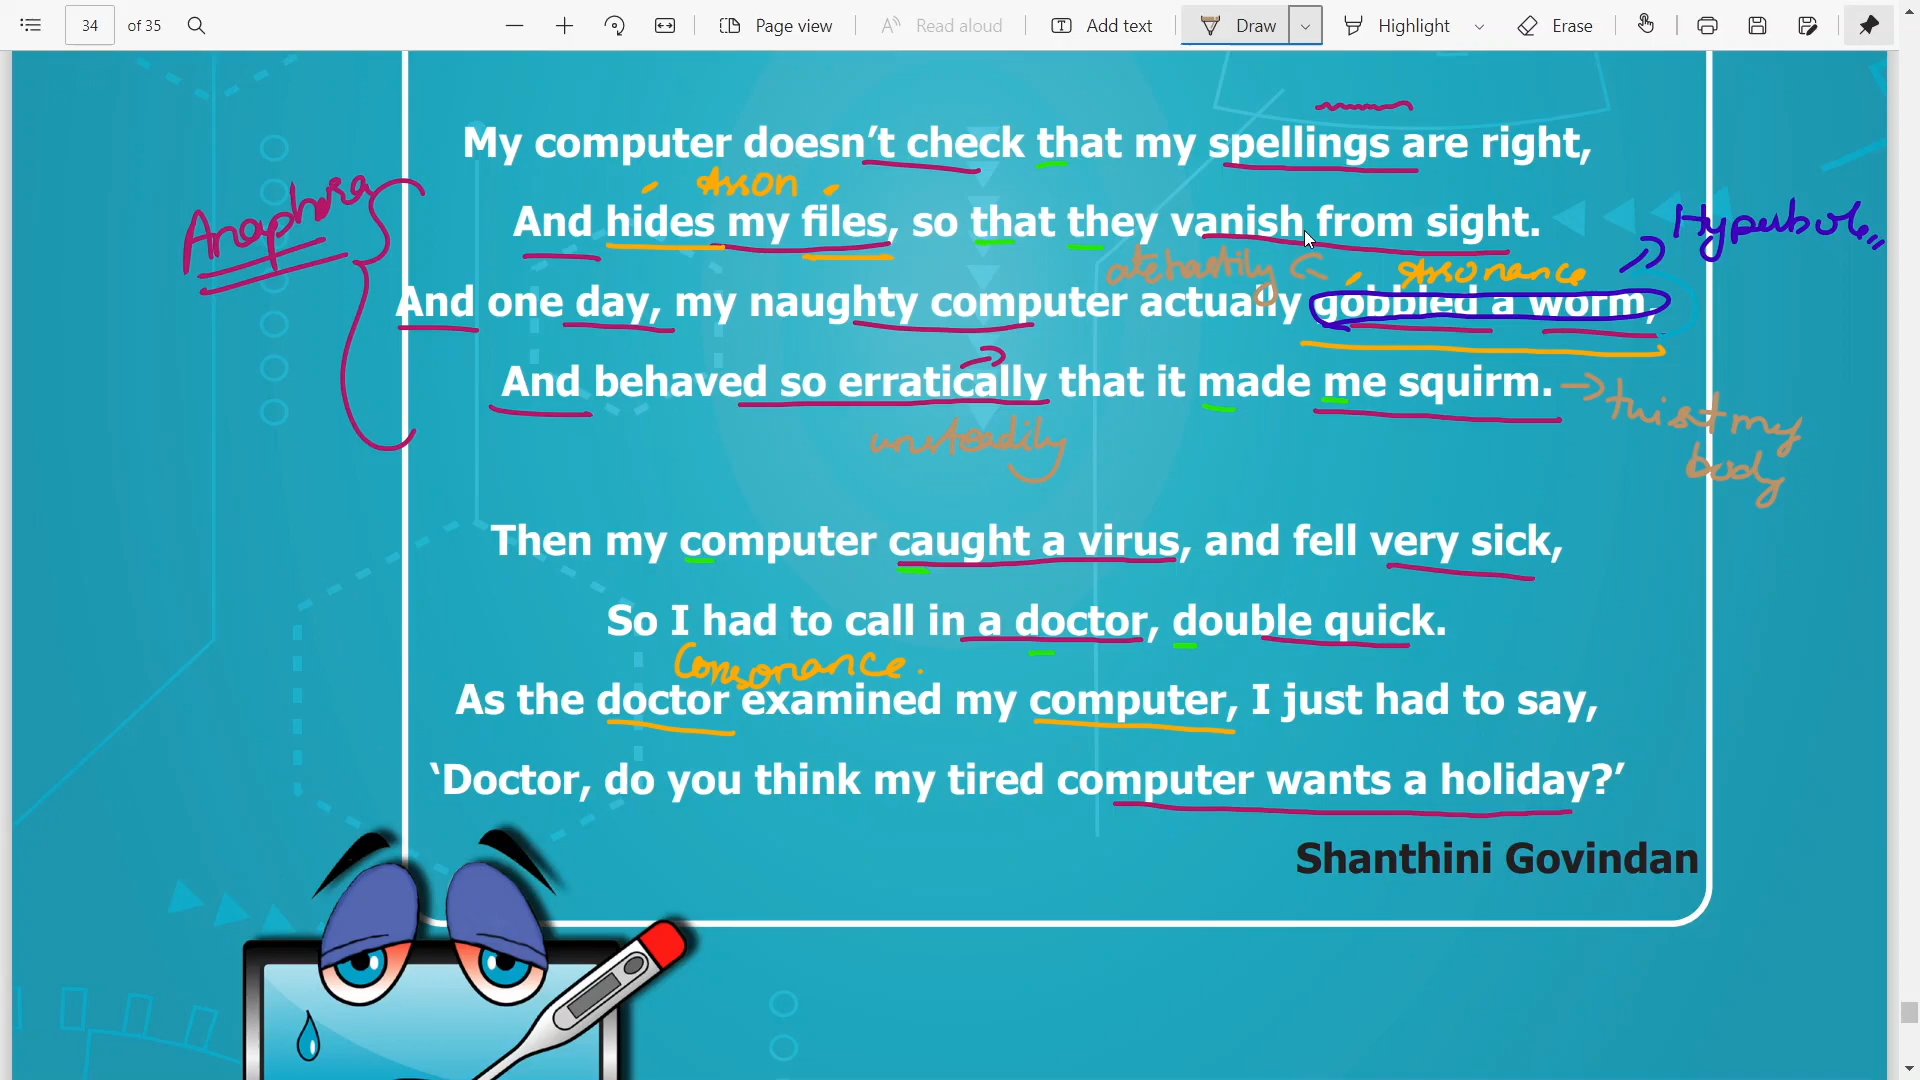 34 of 35 Page view Read aloud Add text Draw Highlight Erase
My computer doesn't check that my spellings are right,
Asson
And hides my files, so that they vanish from sight.
Anaphora
Hyperbole
ate hastily
Assonance
And one day, my naughty computer actually gobbled a worm,
And behaved so erratically that it made me squirm.
unsteadily
twist my
body
Then my computer caught a virus, and fell very sick,
So I had to call in a doctor, double quick.
Consonance.
As the doctor examined my computer, I just had to say,
‘Doctor, do you think my tired computer wants a holiday?’
Shanthini Govindan